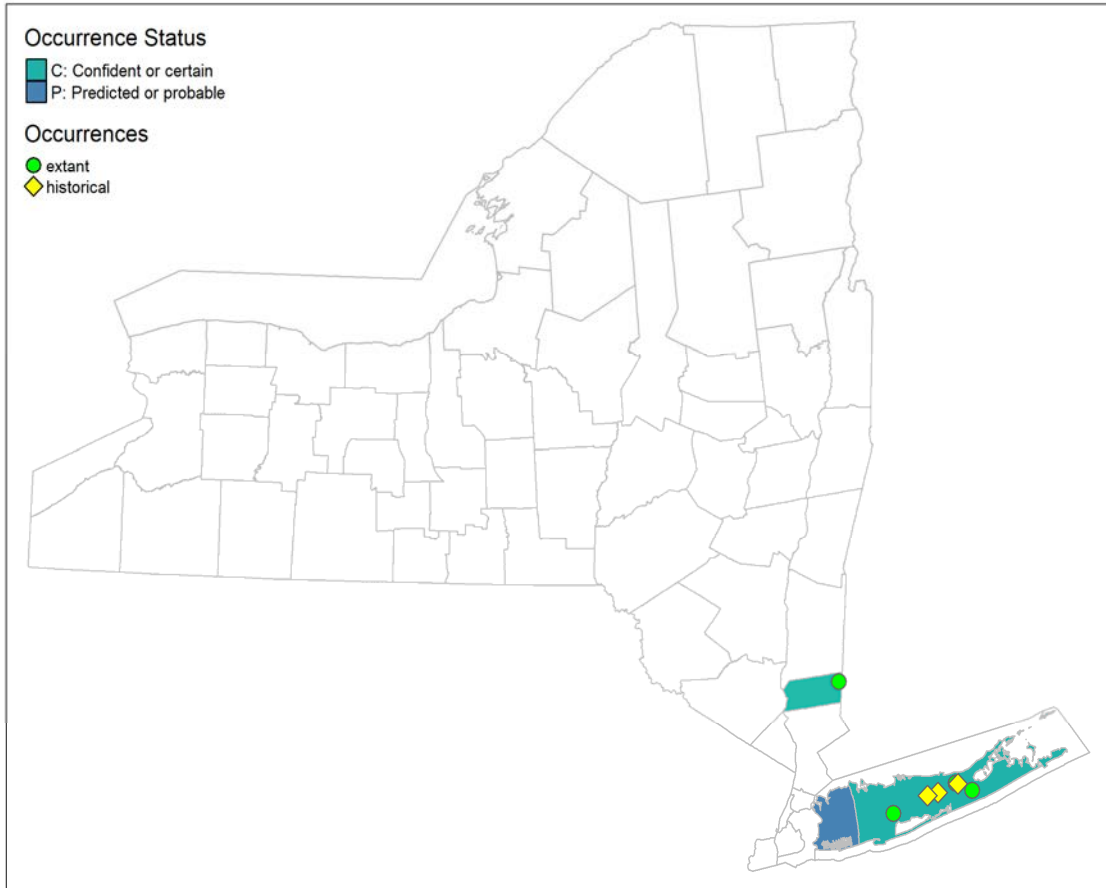 Occurrence Status
C: Confident or certain
P: Predicted or probable
Occurrences
extant
historical